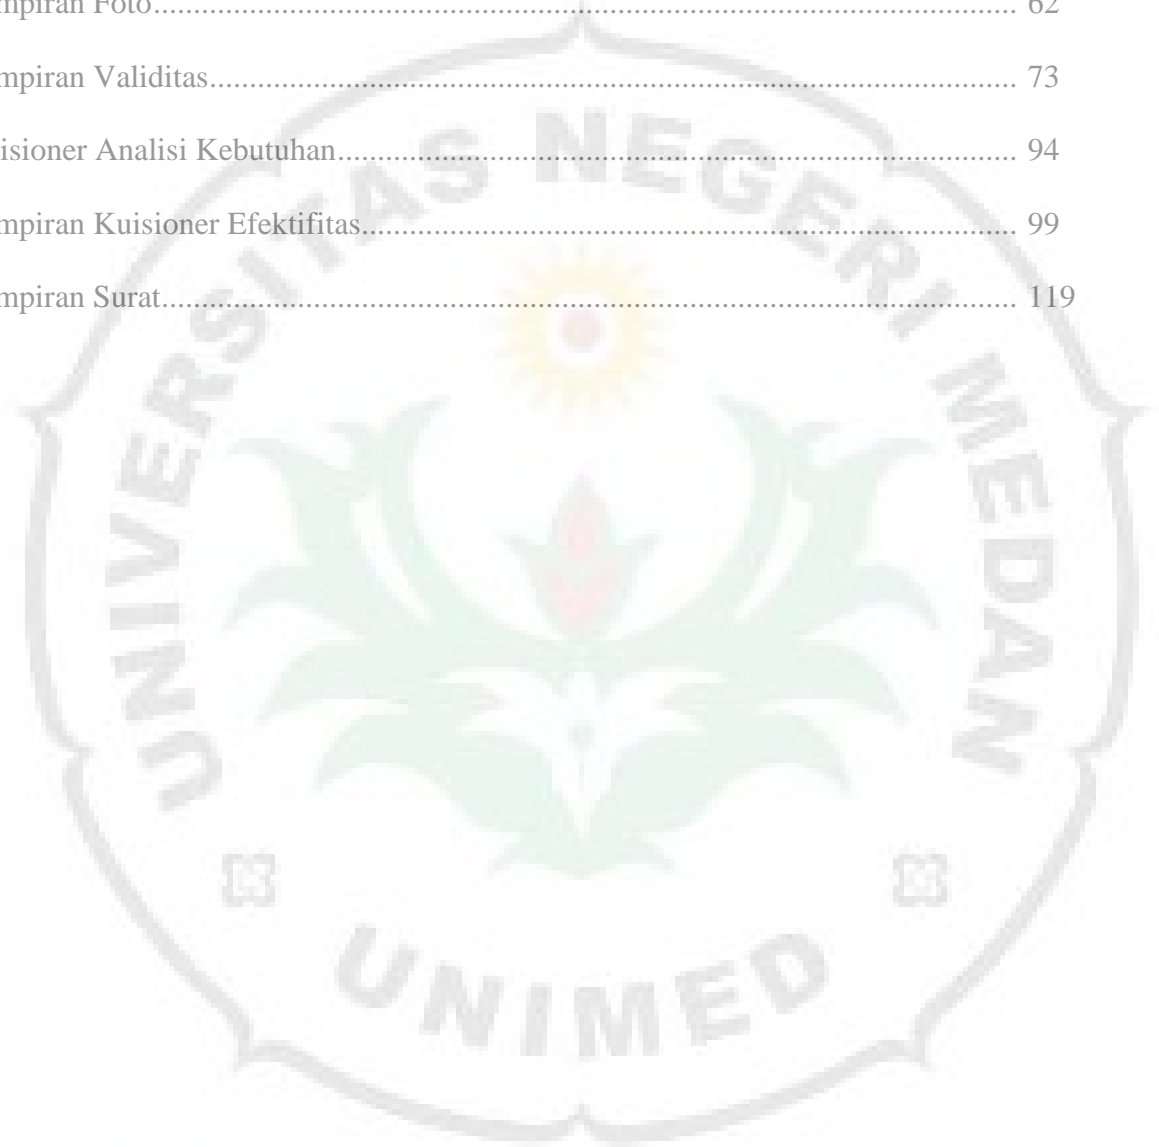 mpiran Foto........................................................................................................... 62
mpiran Validitas.................................................................................................... 73
isioner Analisi Kebutuhan.................................................................................... 94
mpiran Kuisioner Efektifitas................................................................................. 99
mpiran Surat.......................................................................................................... 119
UNIVERSITAS NEGERI MEDAN
UNIMED